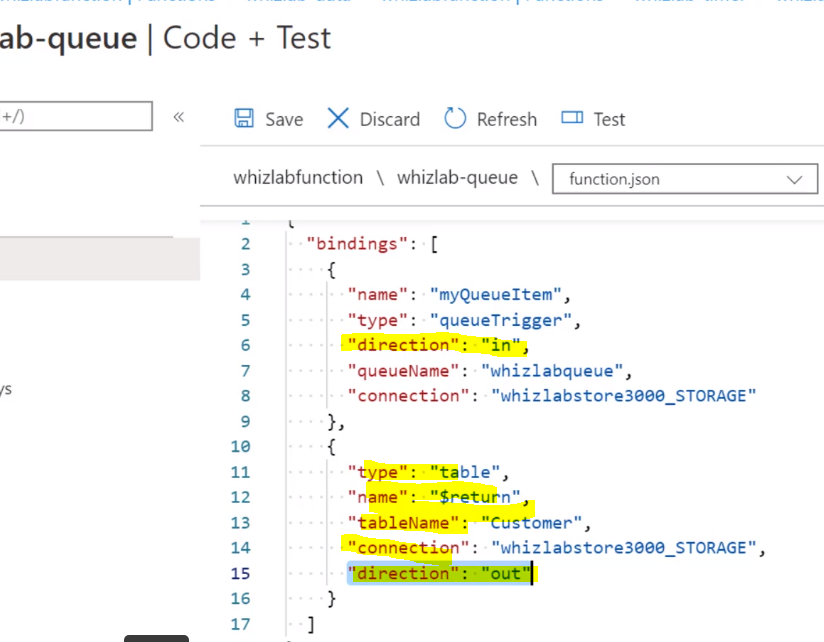 ab-queue | Code + Test
+/)
«
Save Discard Refresh Test
whizlabfunction \ whizlab-queue \ function.json
1 {
2 "bindings": [
3 {
4 "name": "myQueueItem",
5 "type": "queueTrigger",
6 "direction": "in",
7 "queueName": "whizlabqueue",
8 "connection": "whizlabstore3000_STORAGE"
9 },
10 {
11 "type": "table",
12 "name": "$return",
13 "tableName": "Customer",
14 "connection": "whizlabstore3000_STORAGE",
15 "direction": "out"
16 }
17 ]
ys